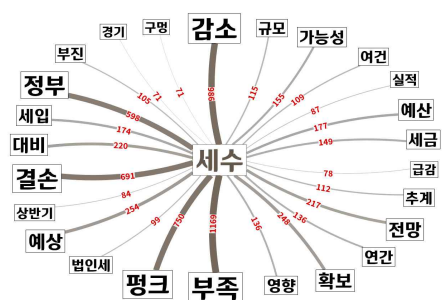 경기
구멍
감소
규모
가능성
부진
여건
정부
실적
세입
예산
대비
세금
결손
급감
상반기
추계
예상
전망
법인세
연간
펑크
부족
영향
확보
세수
71
71
986
115
155
109
105
87
598
177
174
149
220
78
691
112
84
217
254
136
99
248
750
1169
136